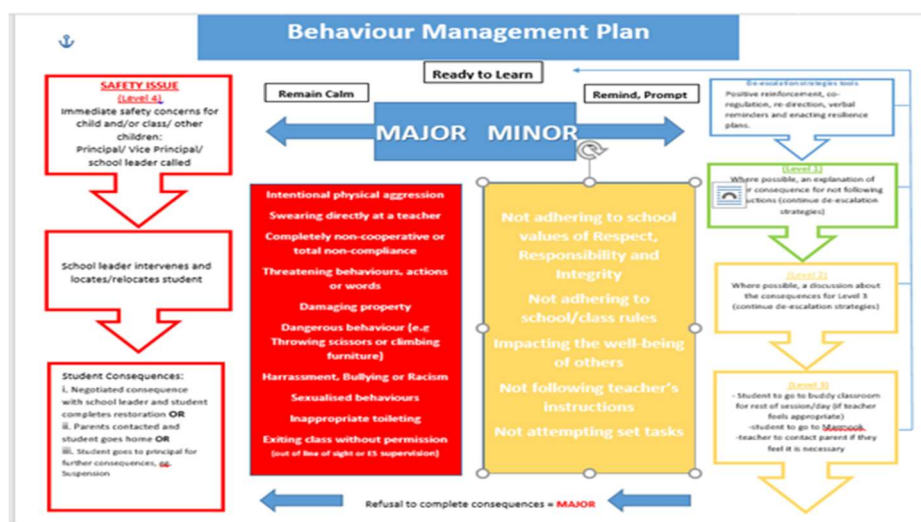 Behaviour Management Plan
Ready to Learn
Remain Calm
Remind, Prompt
MAJOR MINOR
SAFETY ISSUE
(Level 4)
Immediate safety concerns for
child and/or class/ other
children:
Principal/ Vice Principal/
school leader called
School leader intervenes and
locates/relocates student
Student Consequences:
i. Negotiated consequence
with school leader and student
completes restoration OR
ii. Parents contacted and
student goes home OR
iii. Student goes to principal for
further consequences, eg.
Suspension
Intentional physical aggression
Swearing directly at a teacher
Completely non-cooperative or
total non-compliance
Threatening behaviours, actions
or words
Damaging property
Dangerous behaviour (e.g
Throwing scissors or climbing
furniture)
Harrassment, Bullying or Racism
Sexualised behaviours
Inappropriate toileting
Exiting class without permission
(out of line of sight or ES supervision)
Not adhering to school
values of Respect,
Responsibility and
Integrity
Not adhering to
school/class rules
Impacting the well-being
of others
Not following teacher's
instructions
Not attempting set tasks
De-escalation strategies tools
Positive reinforcement, co-
regulation, re-direction, verbal
reminders and enacting resilience
plans.
(Level 1)
Where possible, an explanation of
consequence for not following
(continue de-escalation
strategies)
(Level 2)
Where possible, a discussion about
the consequences for Level 3
(continue de-escalation strategies)
(Level 3)
- Student to go to buddy classroom
for rest of session/day (if teacher
feels appropriate)
-student to go to
-teacher to contact parent if they
feel it is necessary
Refusal to complete consequences = MAJOR